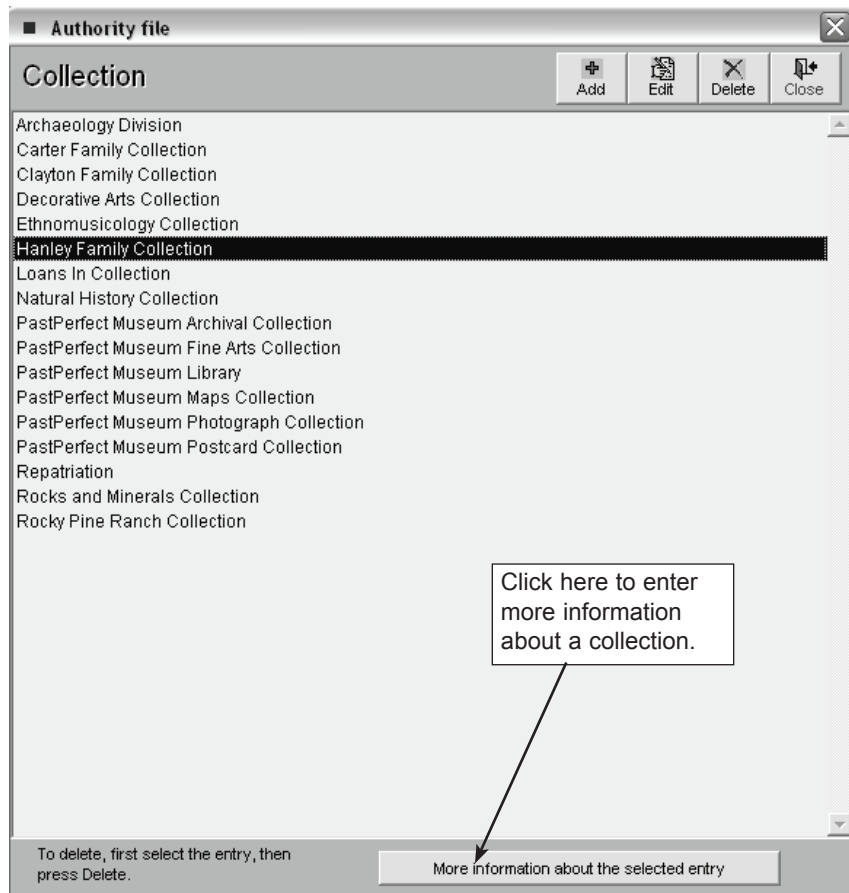 Authority file
Collection
Add Edit Delete Close
Archaeology Division
Carter Family Collection
Clayton Family Collection
Decorative Arts Collection
Ethnomusicology Collection
Hanley Family Collection
Loans In Collection
Natural History Collection
PastPerfect Museum Archival Collection
PastPerfect Museum Fine Arts Collection
PastPerfect Museum Library
PastPerfect Museum Maps Collection
PastPerfect Museum Photograph Collection
PastPerfect Museum Postcard Collection
Repatriation
Rocks and Minerals Collection
Rocky Pine Ranch Collection
Click here to enter
more information
about a collection.
To delete, first select the entry, then
press Delete.
More information about the selected entry